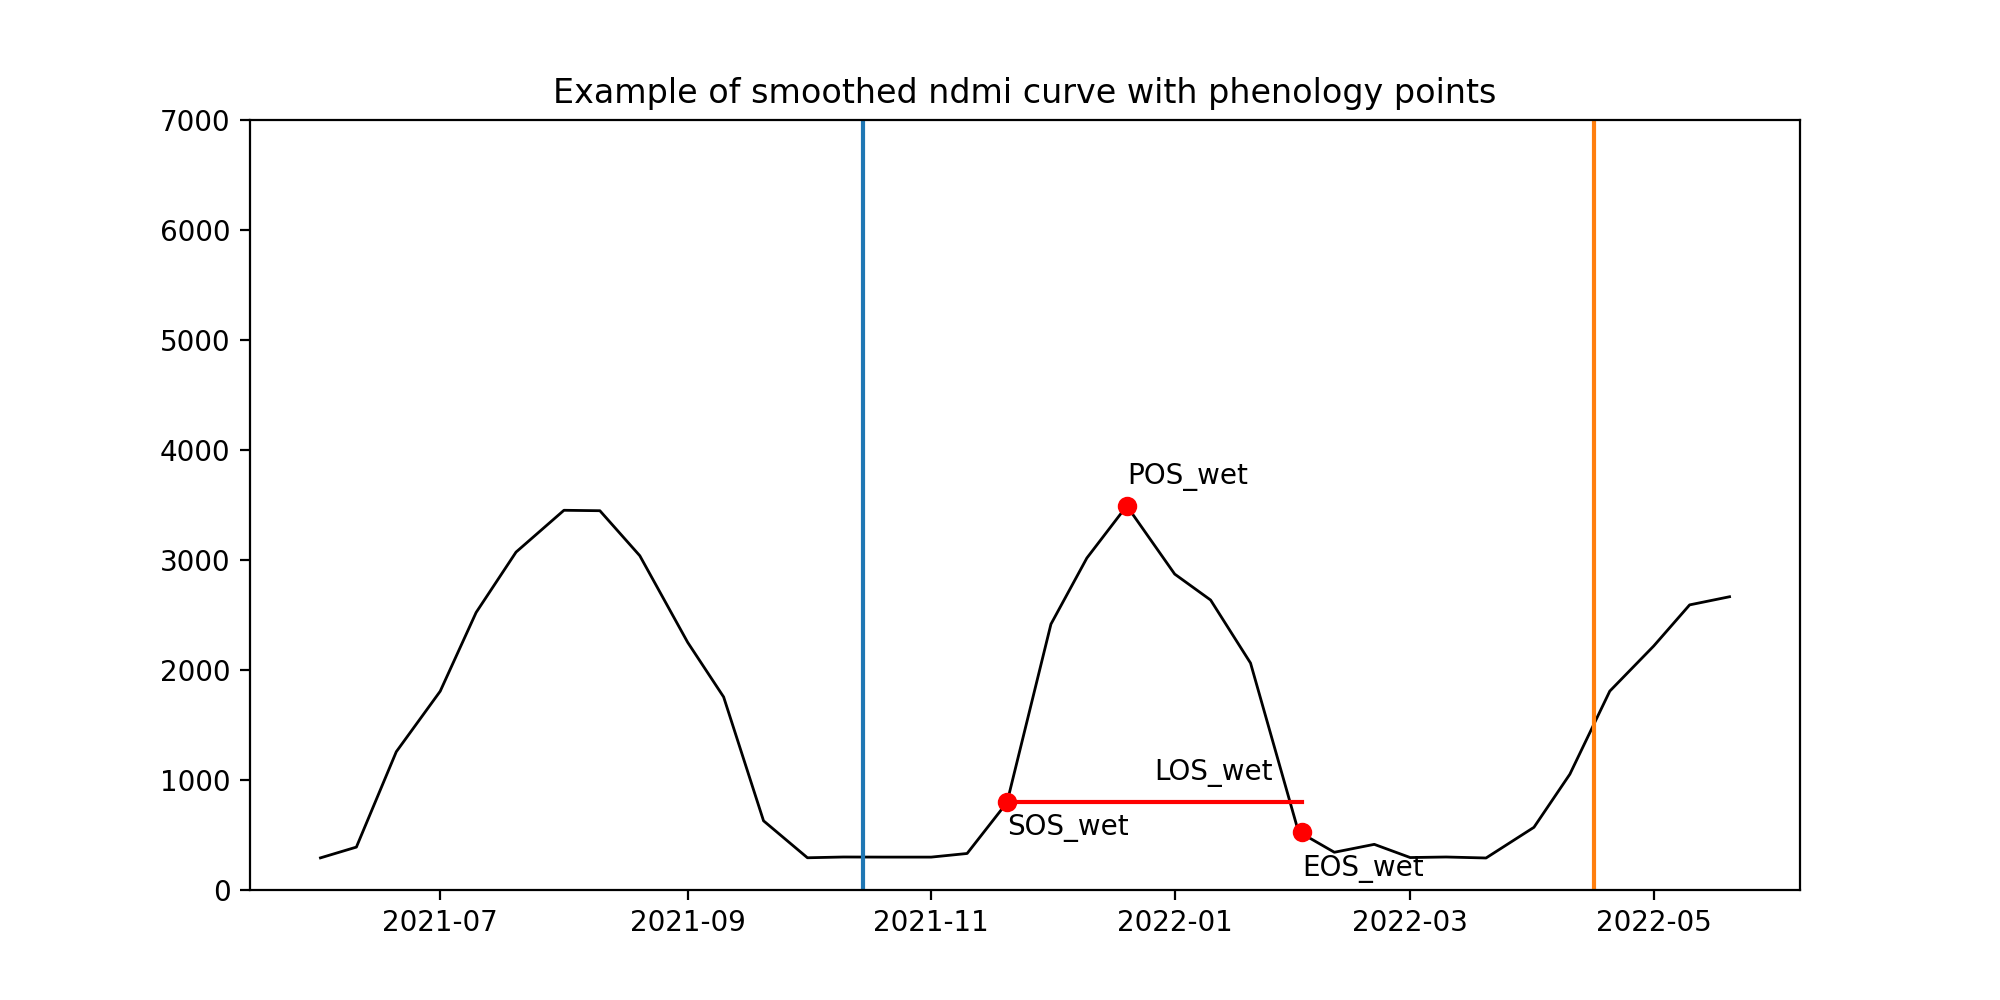 Example of smoothed ndmi curve with phenology points
7000
6000
5000
4000
3000
2000
1000
0
POS_wet
LOS_wet
SOS_wet
EOS_wet
2021-07
2021-09
2021-11
2022-01
2022-03
2022-05